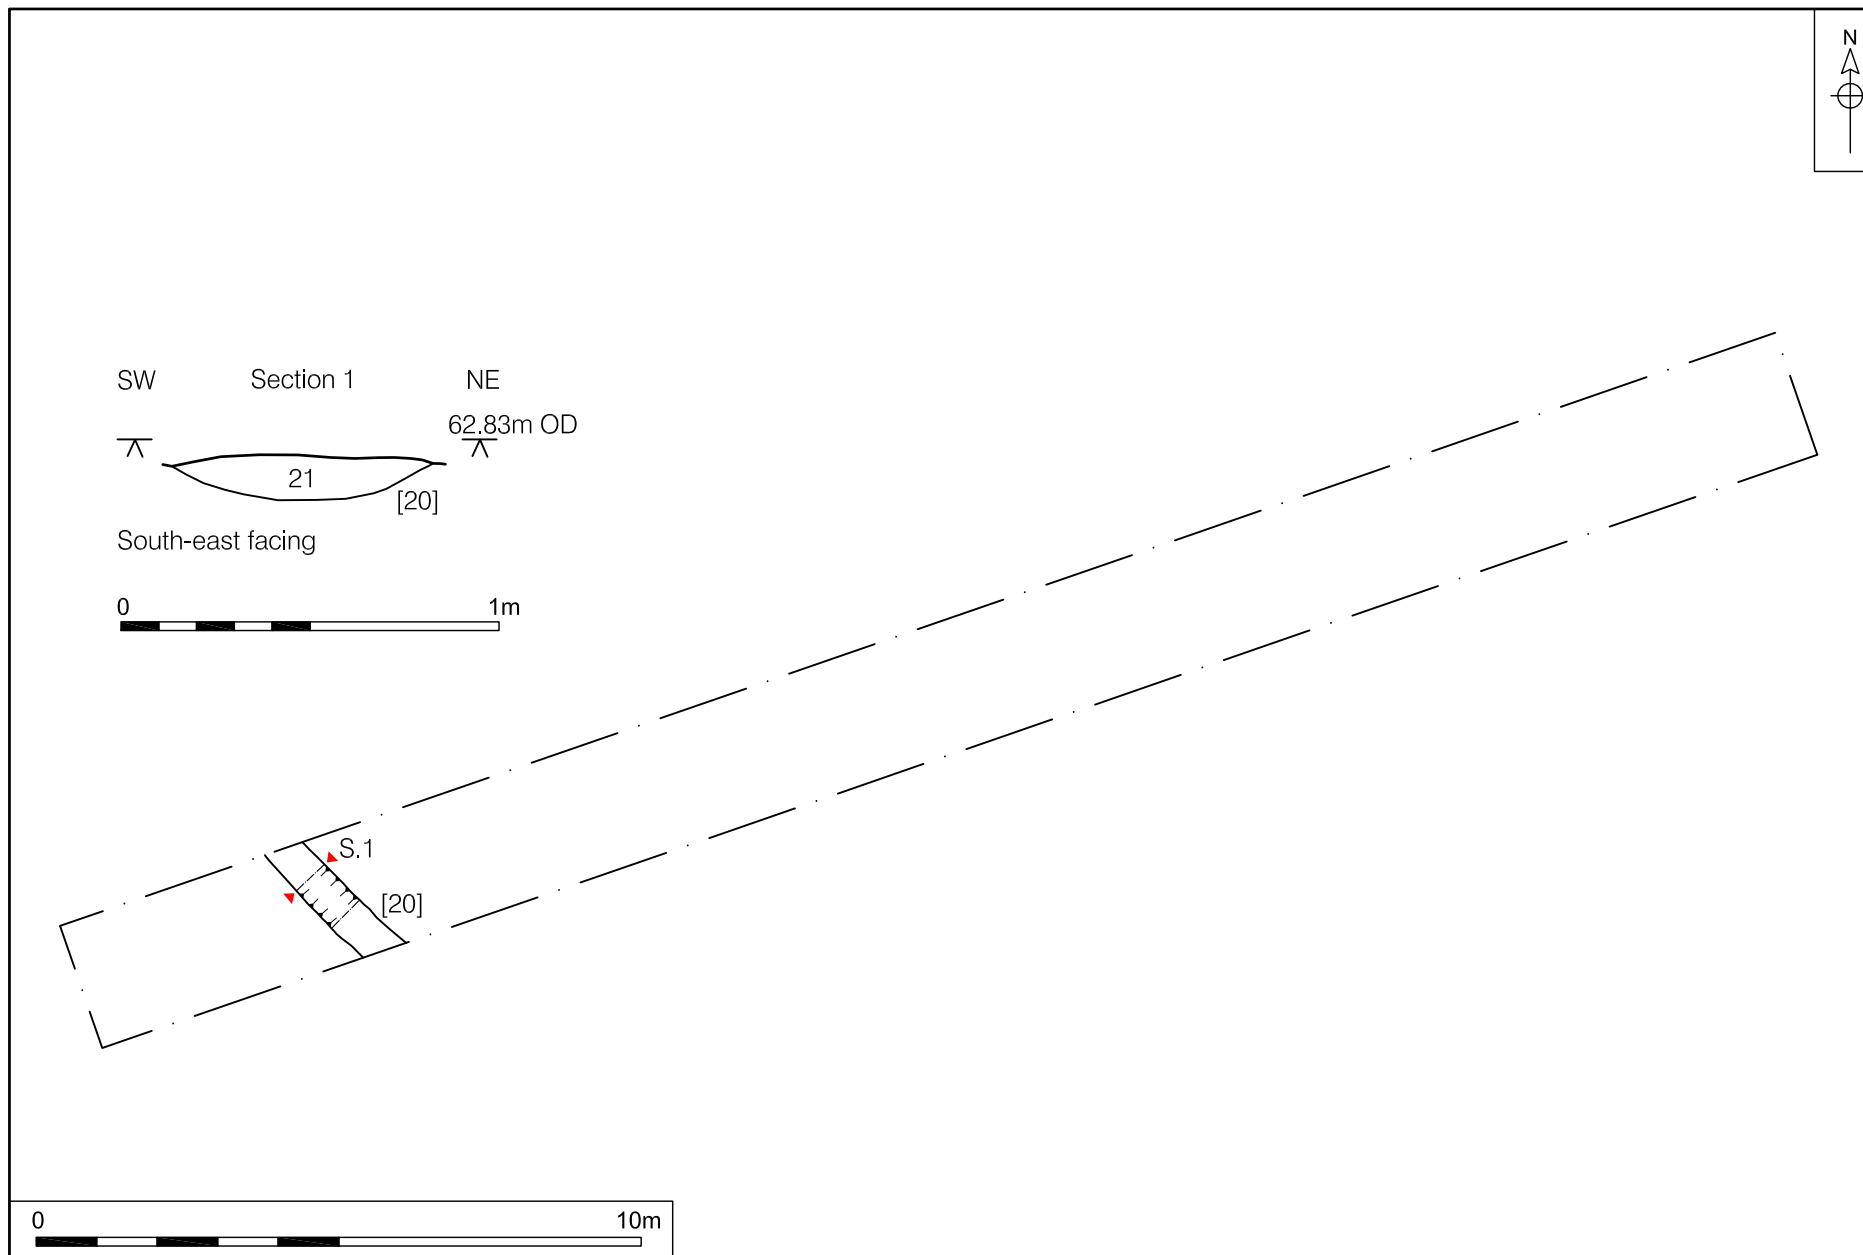 N
SW Section 1 NE
62.83m OD
21
[20]
South-east facing
0 1m
S.1
[20]
0 10m